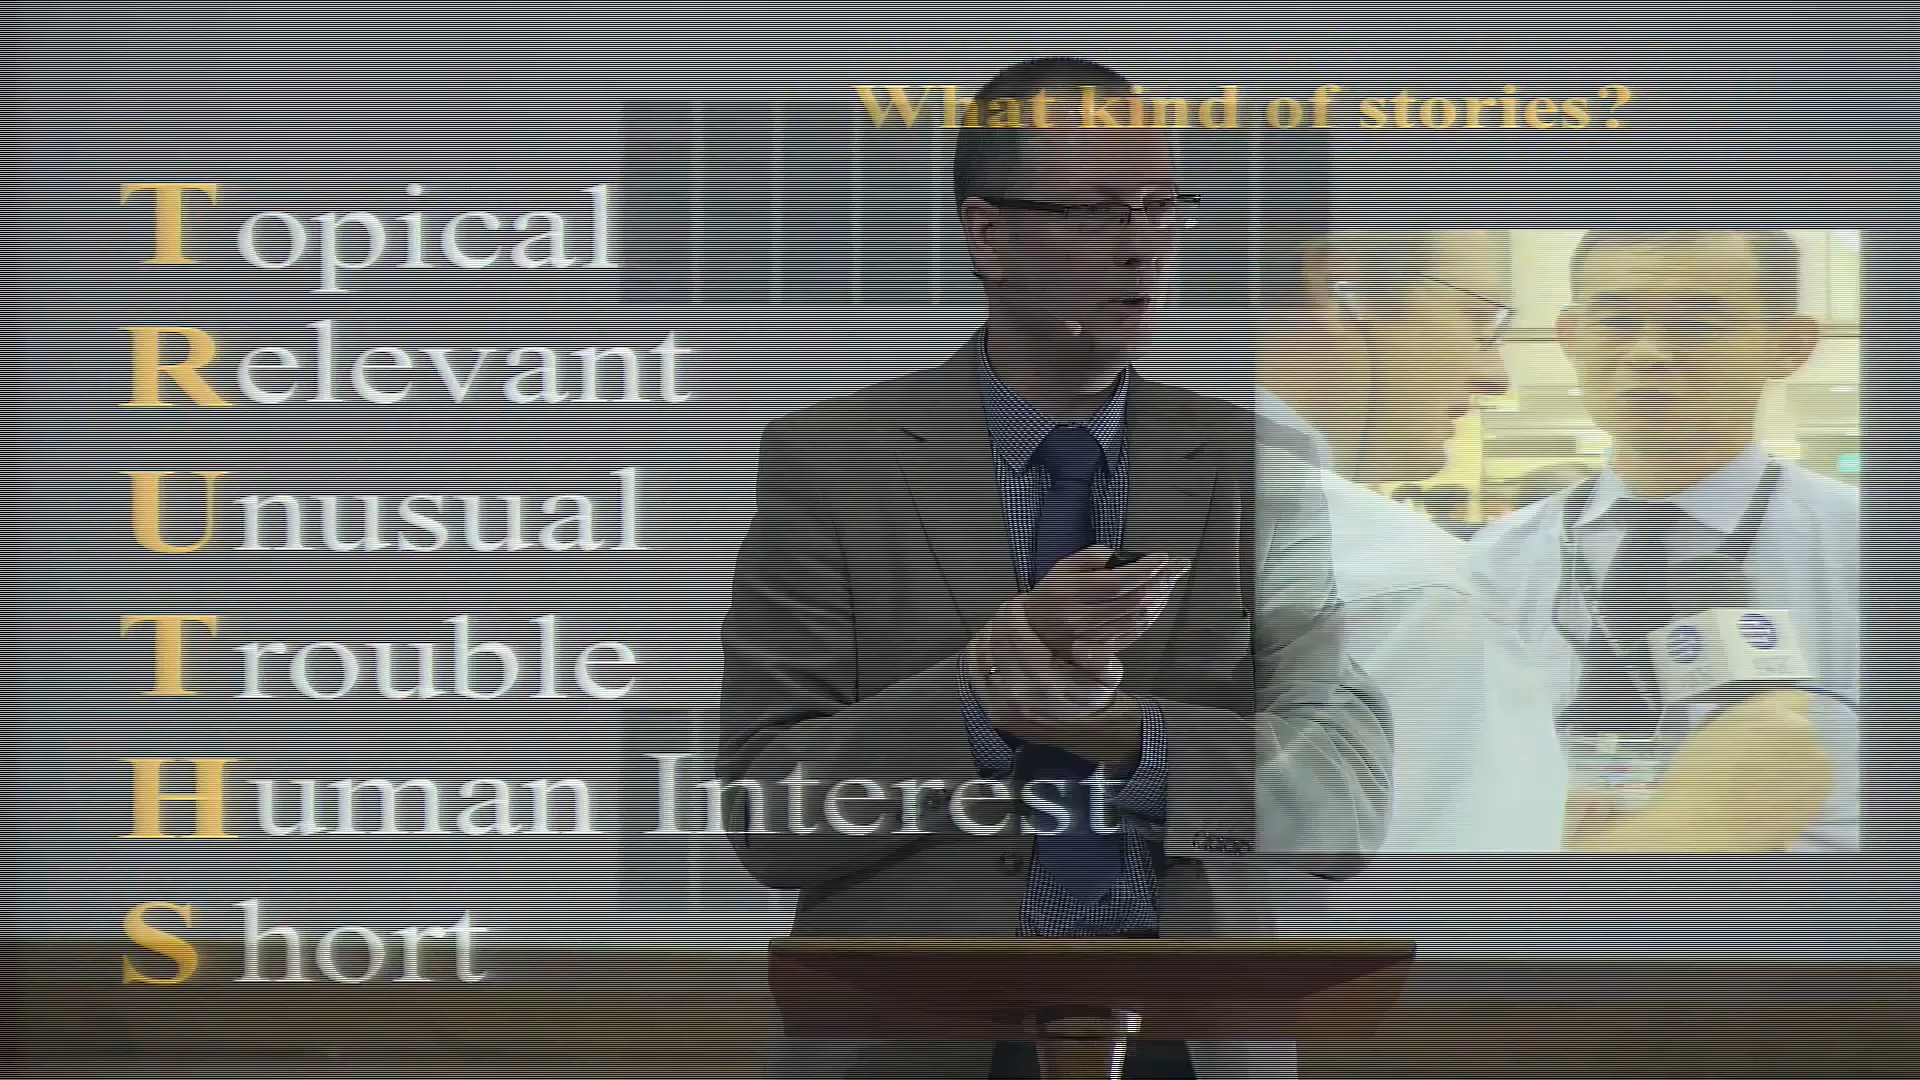 What kind of stories?
Topical
Relevant
Unusual
Trouble
Human Interest
Short